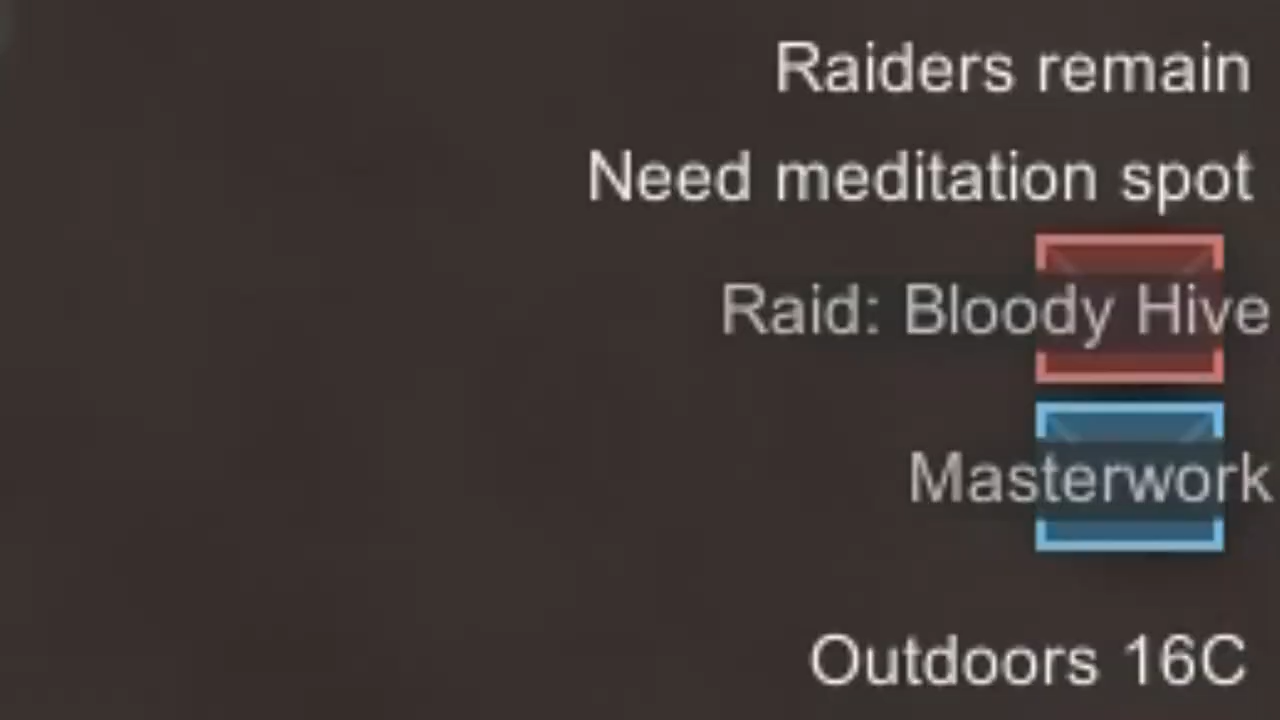 Raiders remain
Need meditation spot
Raid: Bloody Hive
Masterwork
Outdoors 16C